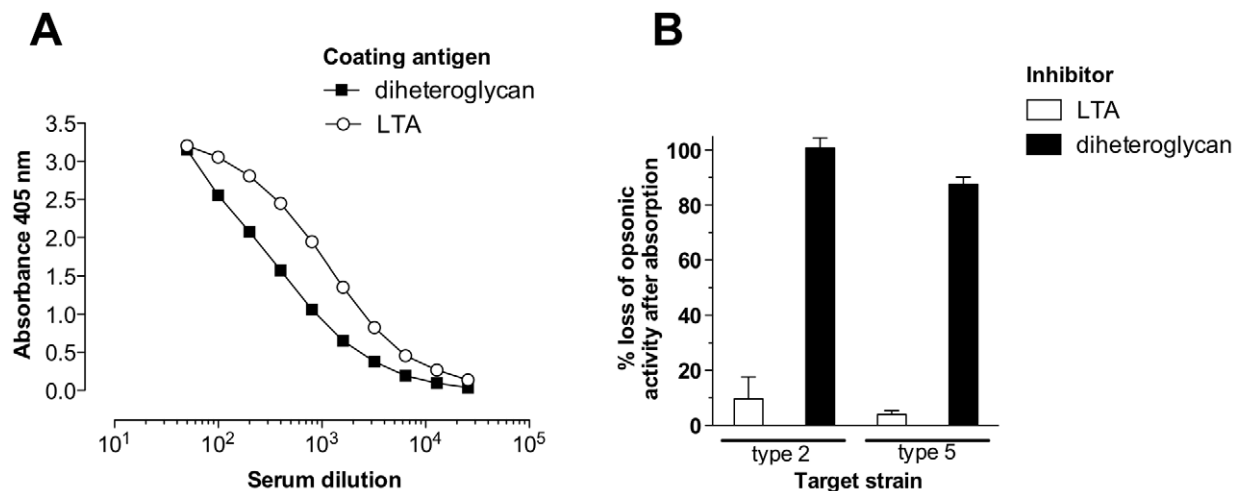 A
Coating antigen
diheteroglycan
LTA
3.5
3.0
2.5
2.0
1.5
1.0
0.5
0.0
Absorbance 405 nm
10¹ 10² 10³ 10⁴ 10⁵
Serum dilution
B
Inhibitor
LTA
diheteroglycan
100
80
60
40
20
0
% loss of opsonic
activity after absorption
type 2 type 5
Target strain